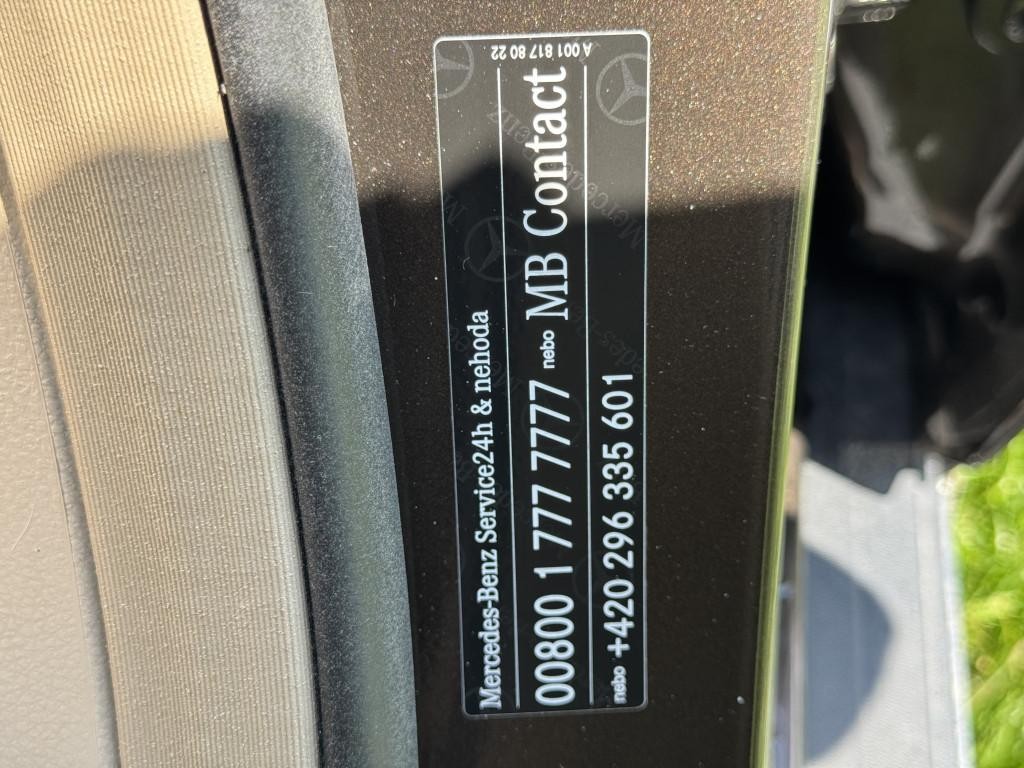 Mercedes-Benz Service24h & nehoda
00800 1 777 7777 nebo MB Contact
nebo +420 296 335 601
A 001 817 80 22